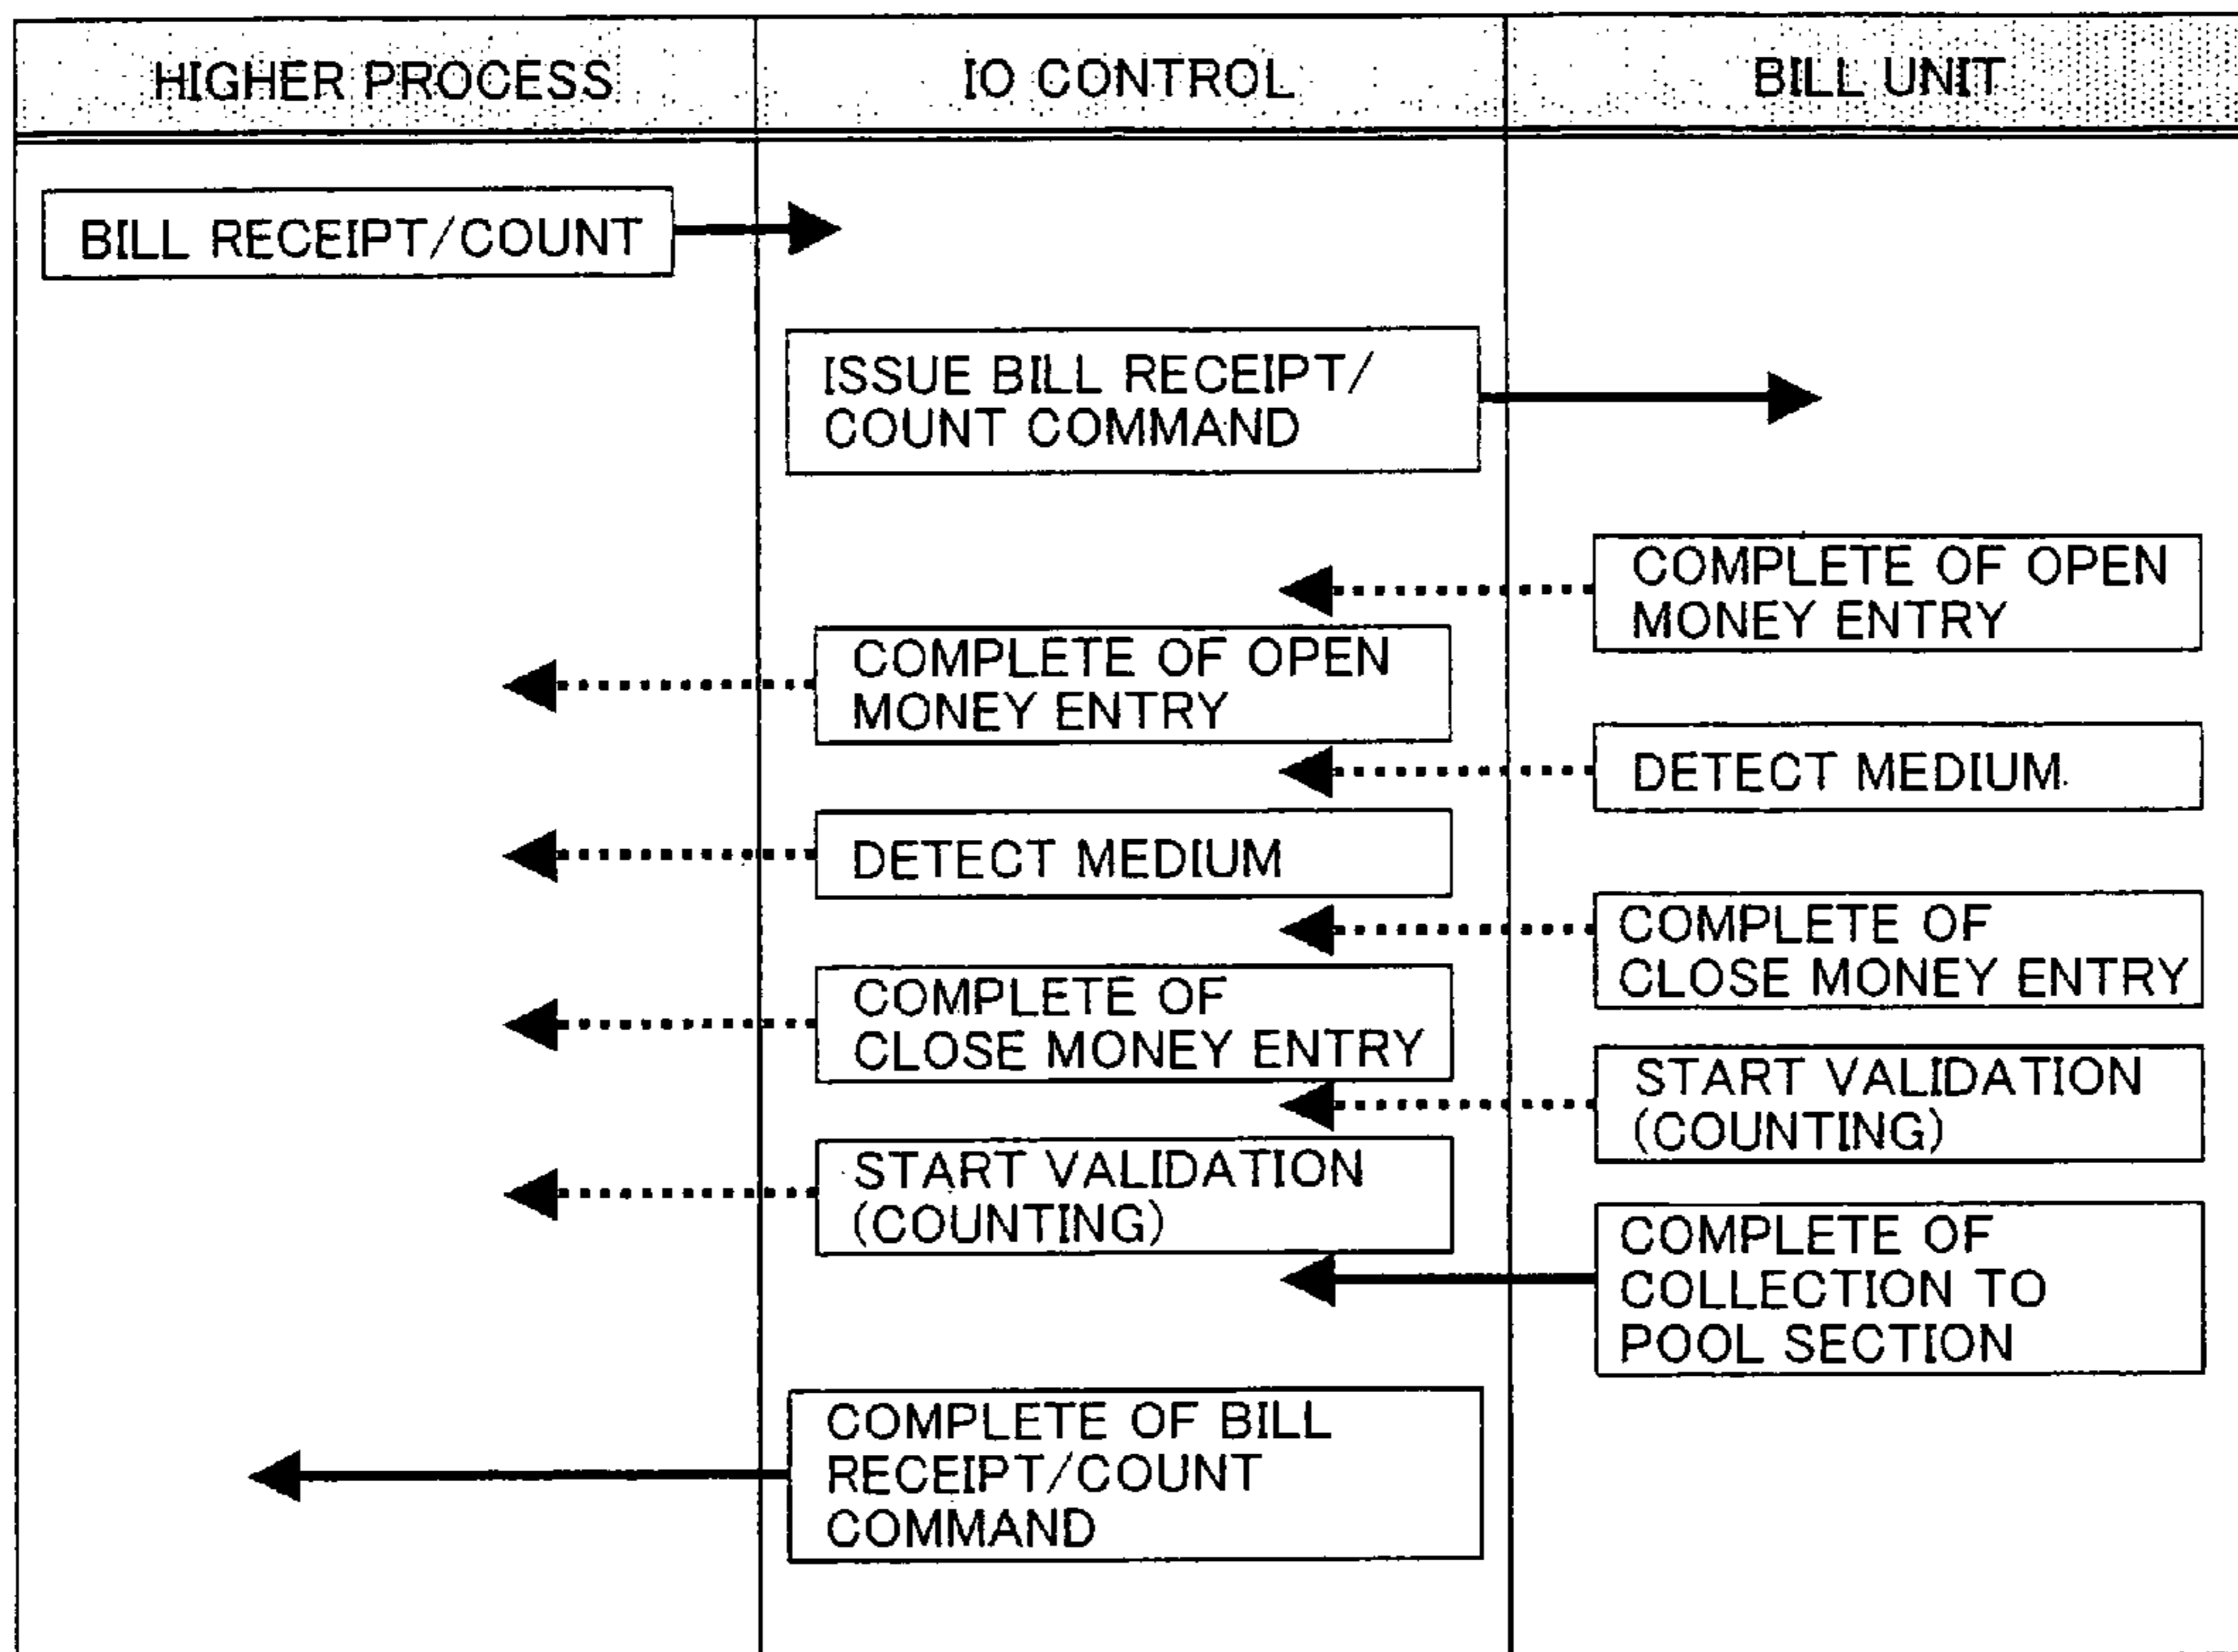 HIGHER PROCESS
IO CONTROL
BILL UNIT
BILL RECEIPT/COUNT
ISSUE BILL RECEIPT/
COUNT COMMAND
COMPLETE OF OPEN
MONEY ENTRY
COMPLETE OF OPEN
MONEY ENTRY
DETECT MEDIUM
DETECT MEDIUM
COMPLETE OF
CLOSE MONEY ENTRY
COMPLETE OF
CLOSE MONEY ENTRY
START VALIDATION
(COUNTING)
START VALIDATION
(COUNTING)
COMPLETE OF
COLLECTION TO
POOL SECTION
COMPLETE OF BILL
RECEIPT/COUNT
COMMAND